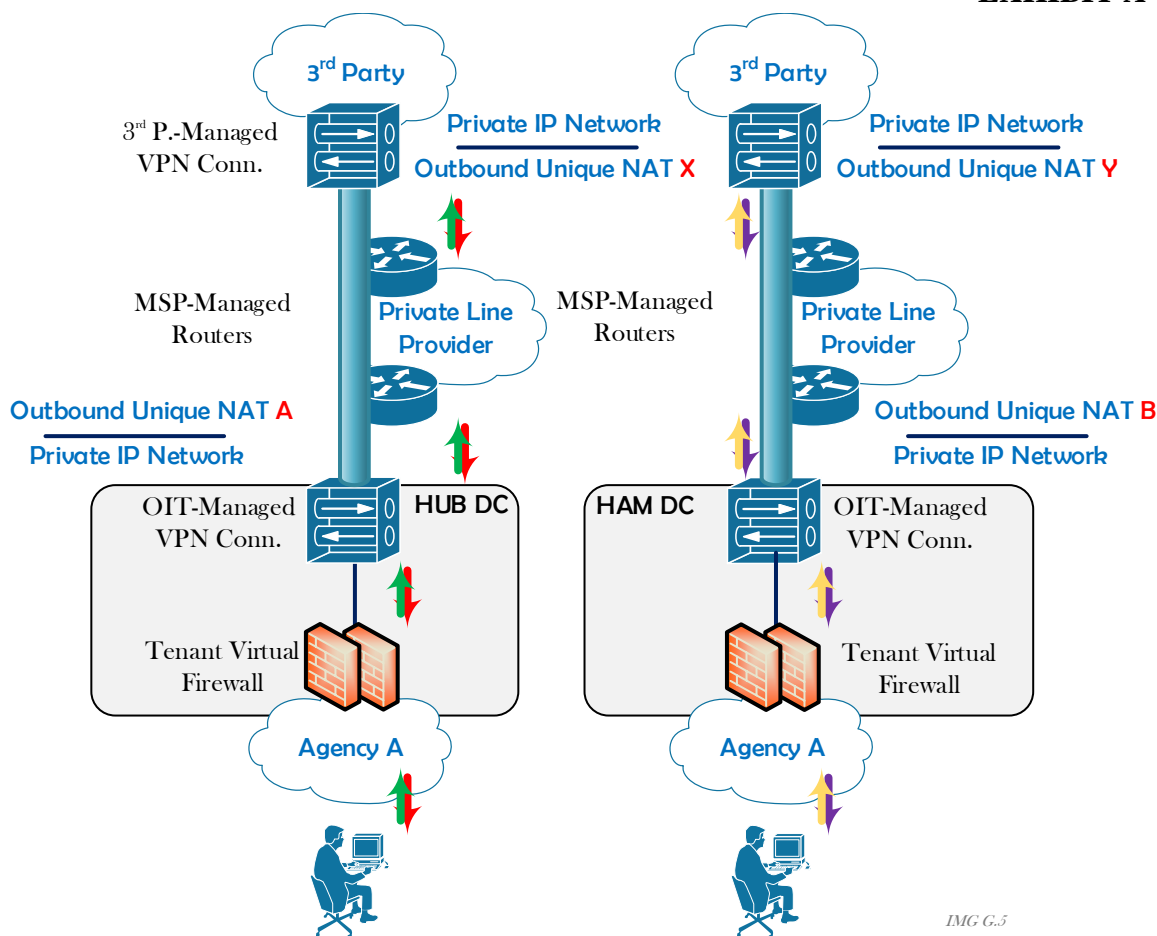 3rd Party
3rd P.-Managed
VPN Conn.
Private IP Network
Outbound Unique NAT X
MSP-Managed
Routers
Private Line
Provider
Outbound Unique NAT A
Private IP Network
HUB DC
OIT-Managed
VPN Conn.
Tenant Virtual
Firewall
Agency A
3rd Party
Private IP Network
Outbound Unique NAT Y
MSP-Managed
Routers
Private Line
Provider
Outbound Unique NAT B
Private IP Network
HAM DC
OIT-Managed
VPN Conn.
Tenant Virtual
Firewall
Agency A
IMG G.5